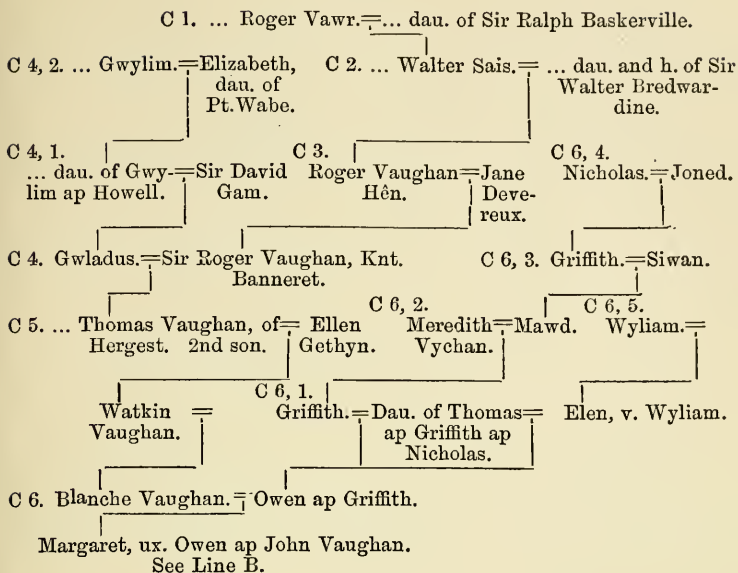 C 1. ... Roger Vawr.=... dau. of Sir Ralph Baskerville.
C 4, 2. ... Gwylim.=Elizabeth, C 2. ... Walter Sais.= ... dau. and h. of Sir
dau. of Walter Bredwar-
Pt. Wabe. dine.
C 4, 1. C 3. C 6, 4.
... dau. of Gwy-=Sir David Roger Vaughan=Jane Nicholas.=Joned.
lim ap Howell. Gam. Hên. Deve-
reux.
C 4. Gwladus.=Sir Roger Vaughan, Knt. C 6, 3. Griffith.=Siwan.
Banneret.
C 6, 2. C 6, 5.
C 5. ... Thomas Vaughan, of= Ellen Meredith=Mawd. Wyliam.=
Hergest. 2nd son. Gethyn. Vychan.
C 6, 1.
Watkin = Griffith.=Dau. of Thomas= Elen, v. Wyliam.
Vaughan. ap Griffith ap
Nicholas.
C 6. Blanche Vaughan.=Owen ap Griffith.
Margaret, ux. Owen ap John Vaughan.
See Line B.